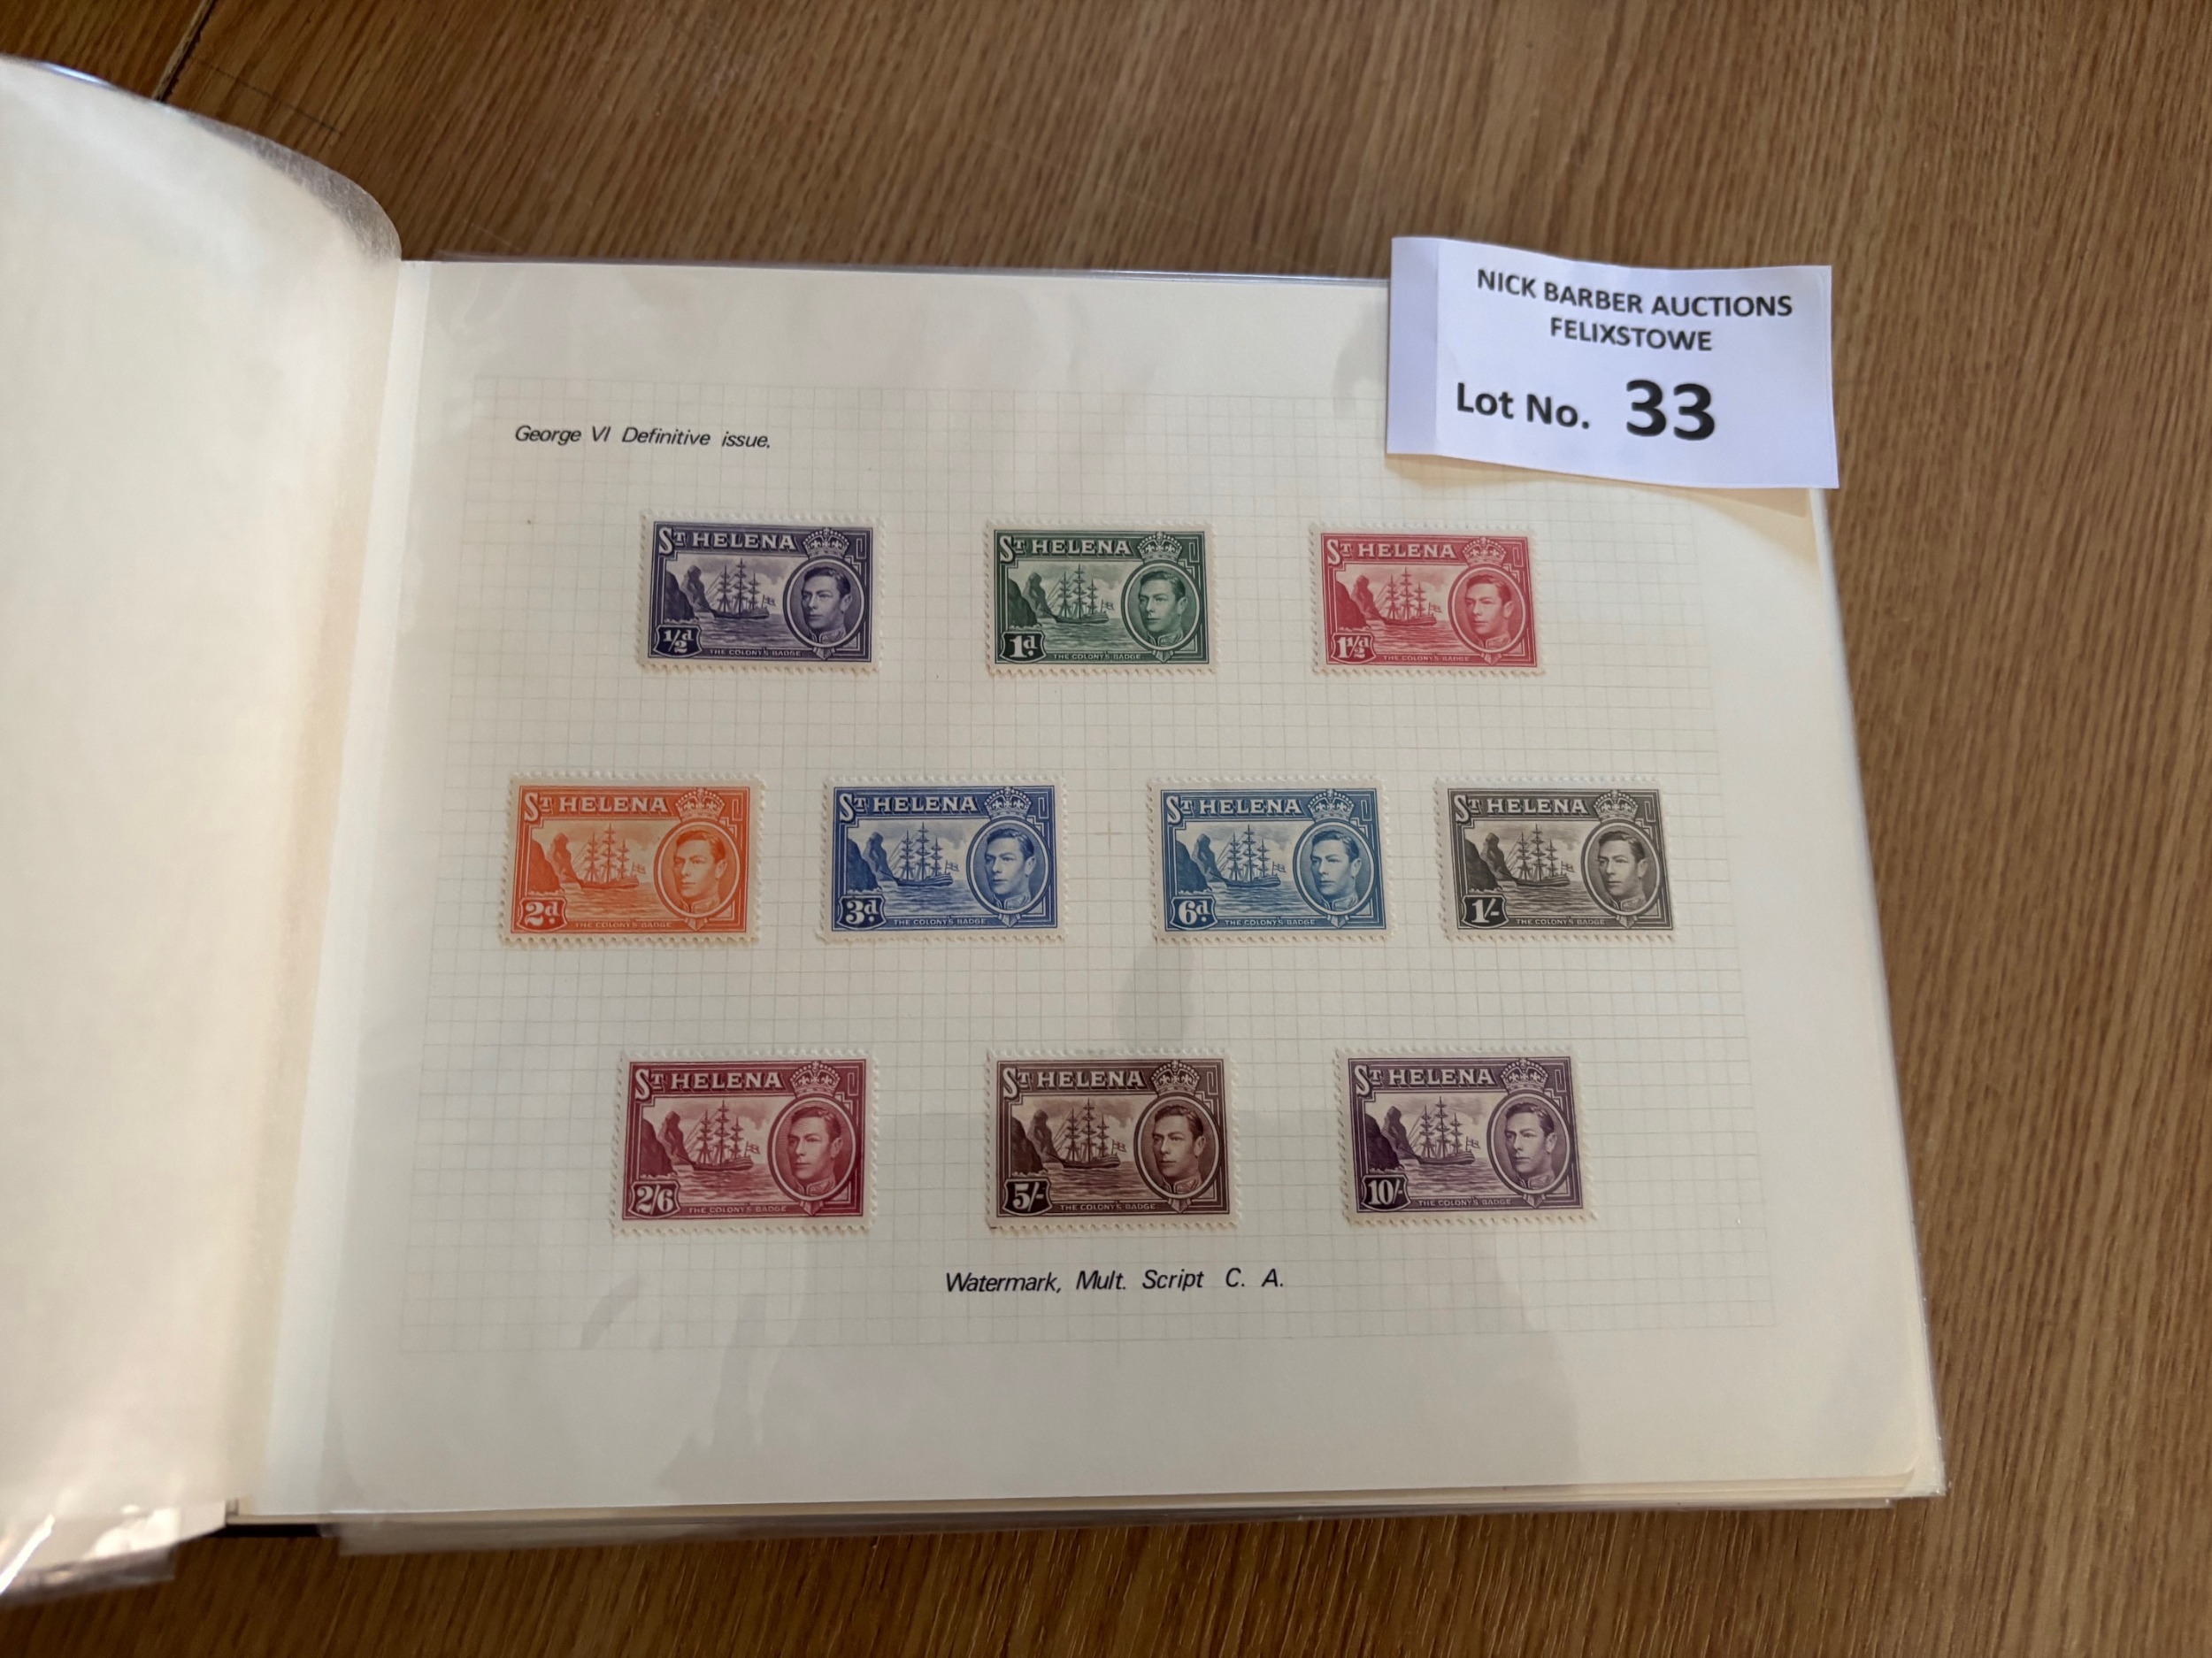 NICK BARBER AUCTIONS
FELIXSTOWE
Lot No. 33
George VI Definitive issue.
ST HELENA
1/2d
THE COLONY'S BADGE
ST HELENA
1d.
THE COLONY'S BADGE
ST HELENA
1 1/2d
THE COLONY'S BADGE
ST HELENA
2d.
THE COLONY'S BADGE
ST HELENA
3d.
THE COLONY'S BADGE
ST HELENA
6d.
THE COLONY'S BADGE
ST HELENA
1/-
THE COLONY'S BADGE
ST HELENA
2/6
THE COLONY'S BADGE
ST HELENA
5/-
THE COLONY'S BADGE
ST HELENA
10/-
THE COLONY'S BADGE
Watermark, Mult. Script C. A.